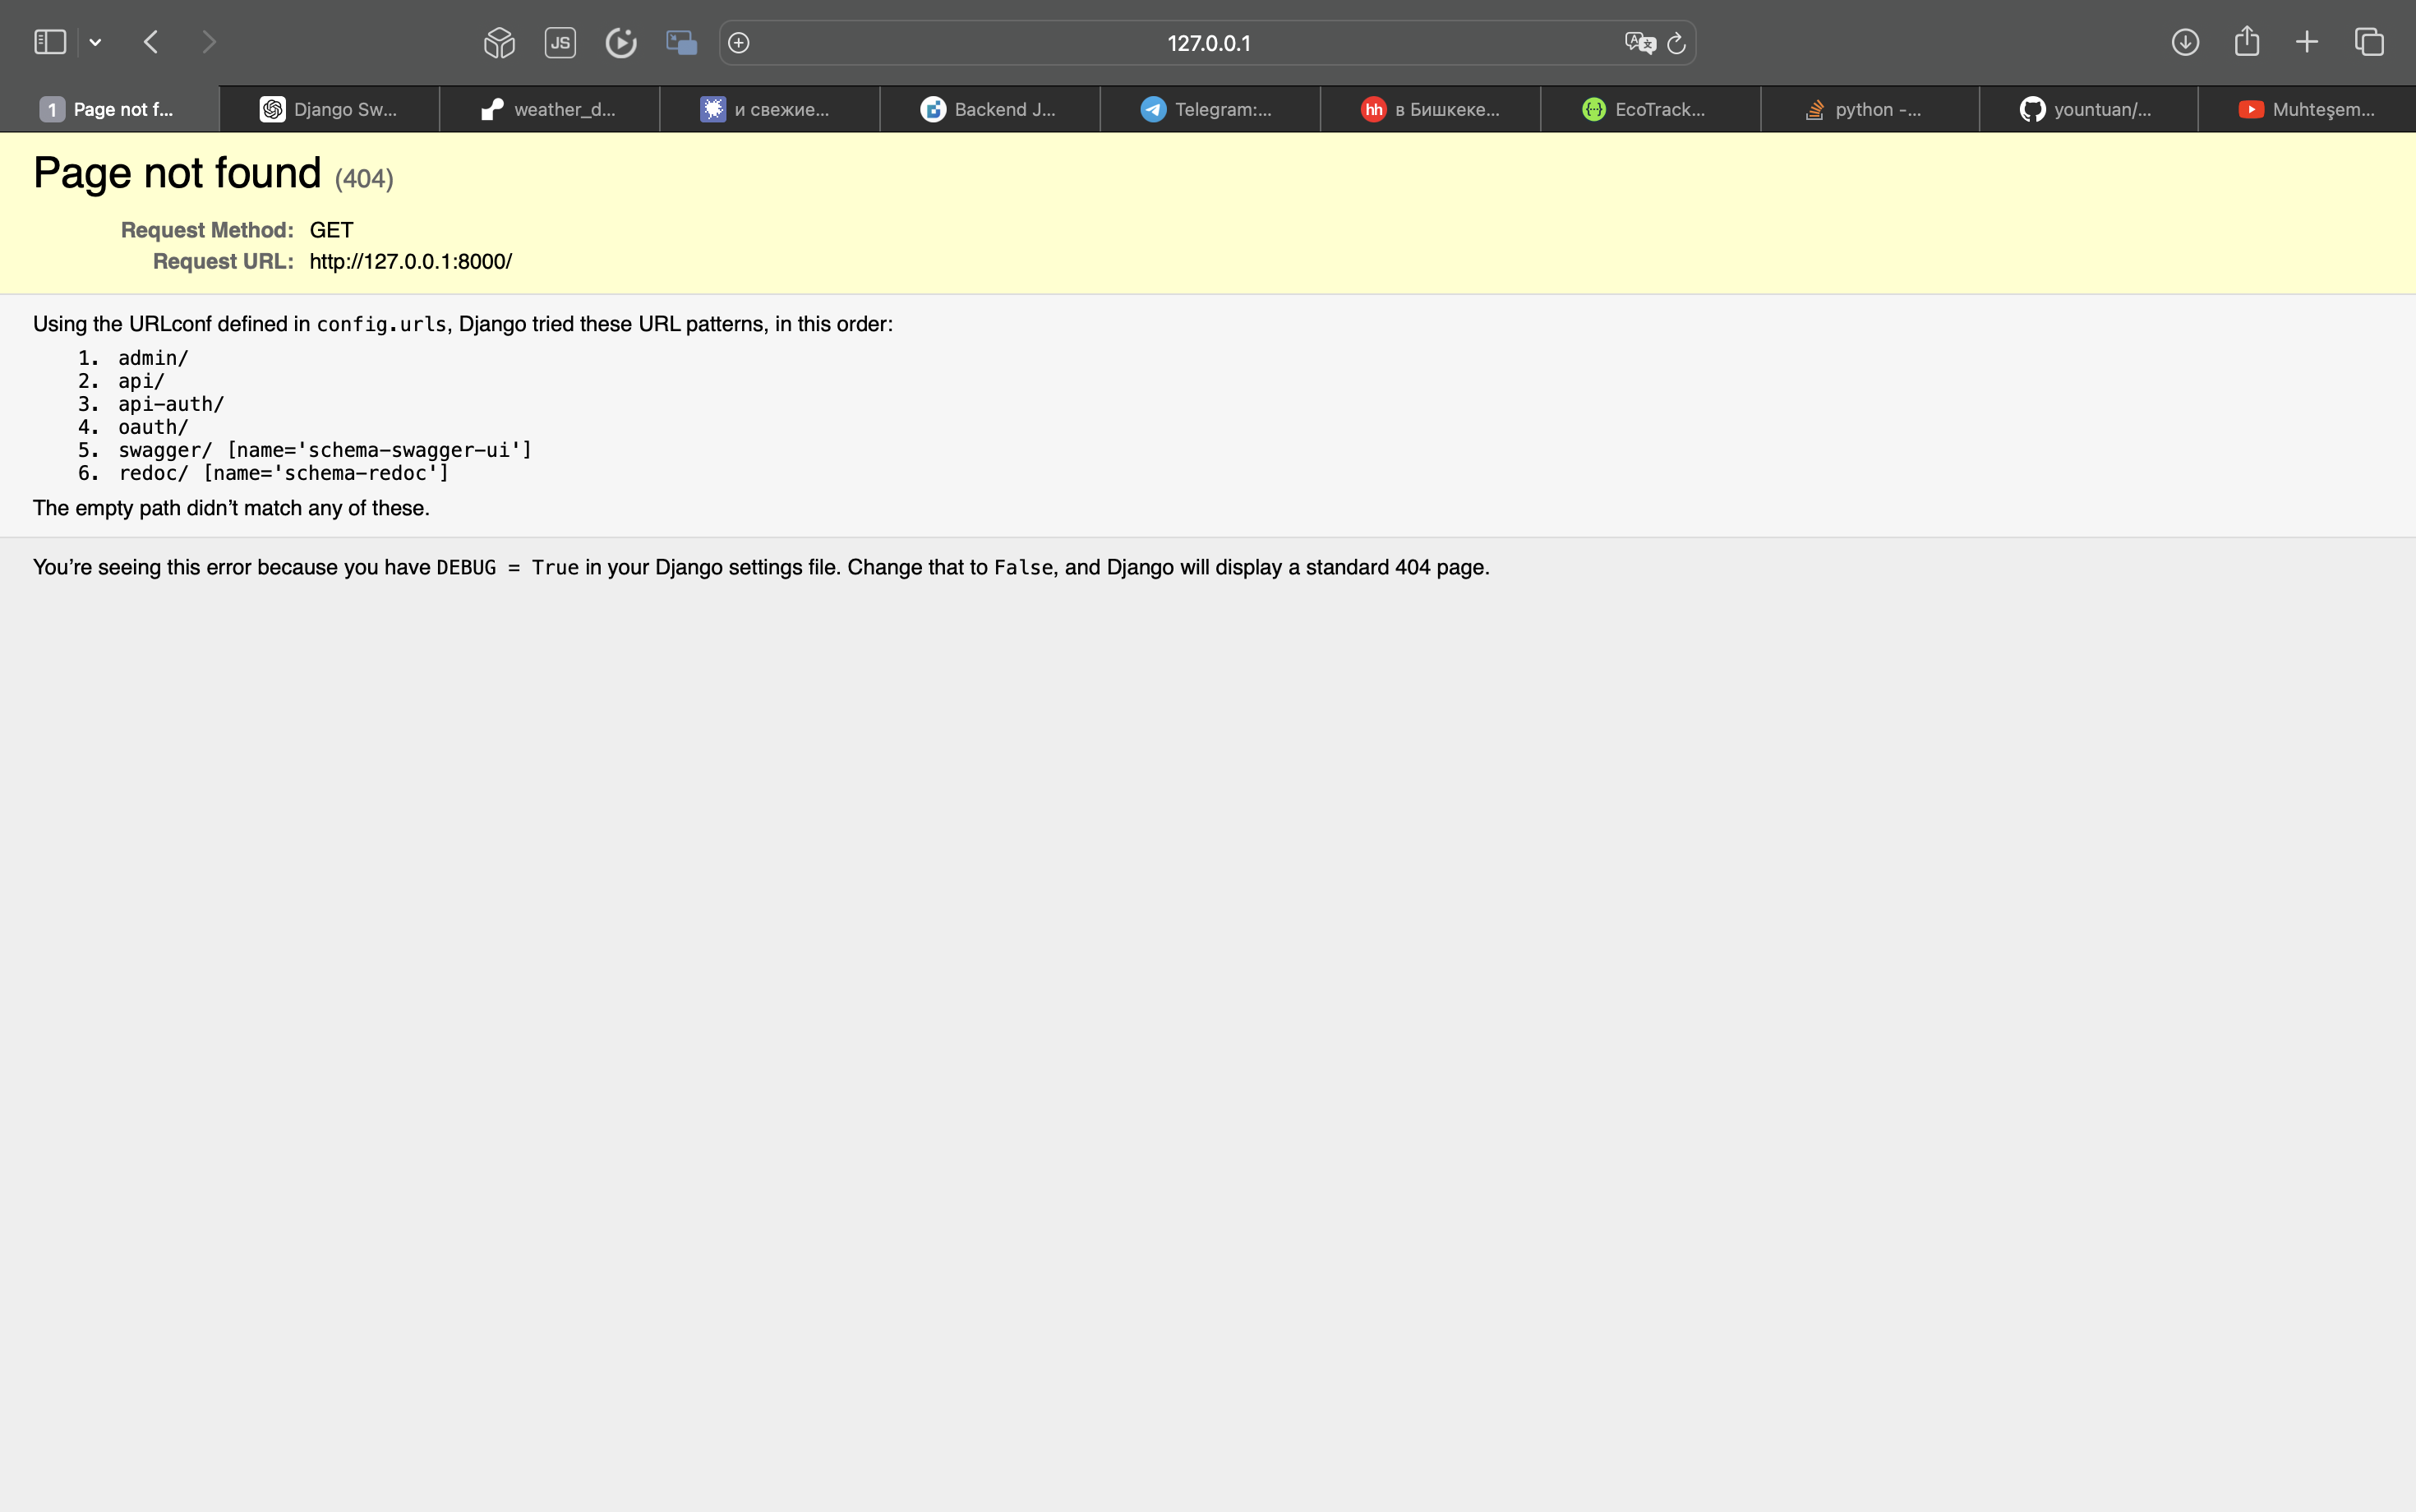 JS
127.0.0.1
1 Page not f...
Django Sw...
weather_d...
и свежие...
Backend J...
Telegram:...
hh в Бишкеке...
EcoTrack...
python -...
yountuan/...
Muhteşem...
Page not found (404)
Request Method: GET
Request URL: http://127.0.0.1:8000/
Using the URLconf defined in config.urls, Django tried these URL patterns, in this order:
1. admin/
2. api/
3. api-auth/
4. oauth/
5. swagger/ [name='schema-swagger-ui']
6. redoc/ [name='schema-redoc']
The empty path didn’t match any of these.
You’re seeing this error because you have DEBUG = True in your Django settings file. Change that to False, and Django will display a standard 404 page.